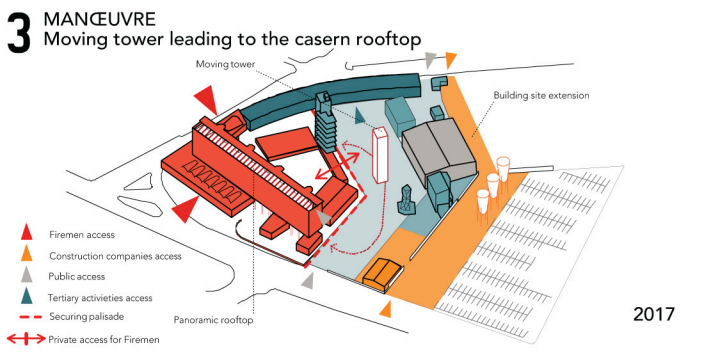 3 MANŒUVRE
Moving tower leading to the casern rooftop
Moving tower
Building site extension
Firemen access
Construction companies access
Public access
Tertiary activieties access
Securing palisade
Private access for Firemen
Panoramic rooftop
2017